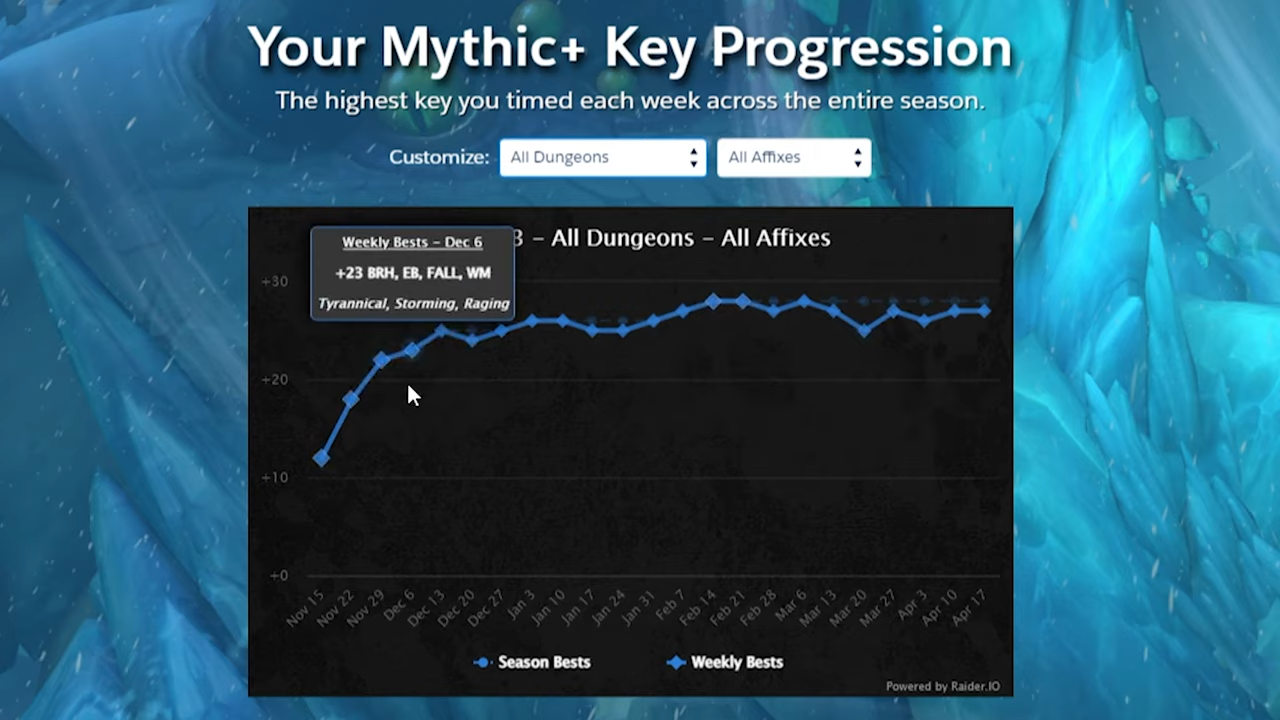 Your Mythic+ Key Progression
The highest key you timed each week across the entire season.
Customize: All Dungeons All Affixes
3 – All Dungeons – All Affixes
Weekly Bests – Dec 6
+23 BRH, EB, FALL, WM
Tyrannical, Storming, Raging
+30
+20
+10
+0
Nov 15 Nov 22 Nov 29 Dec 6 Dec 13 Dec 20 Dec 27 Jan 3 Jan 10 Jan 17 Jan 24 Jan 31 Feb 7 Feb 14 Feb 21 Feb 28 Mar 6 Mar 13 Mar 20 Mar 27 Apr 3 Apr 10 Apr 17
Season Bests Weekly Bests
Powered by Raider.IO